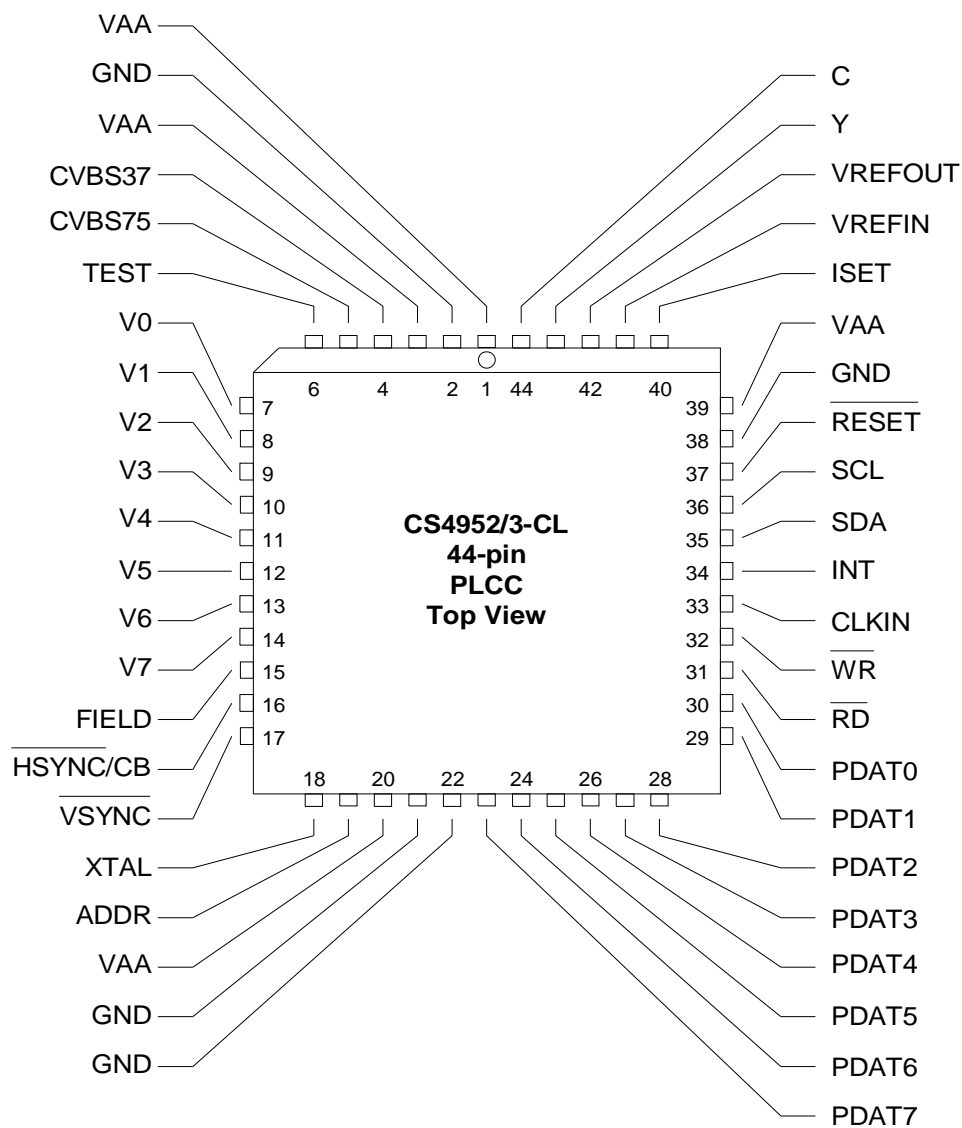 VAA
GND
VAA
CVBS37
CVBS75
TEST
V0
V1
V2
V3
V4
V5
V6
V7
FIELD
HSYNC/CB
VSYNC
XTAL
ADDR
VAA
GND
GND
C
Y
VREFOUT
VREFIN
ISET
VAA
GND
RESET
SCL
SDA
INT
CLKIN
WR
RD
PDAT0
PDAT1
PDAT2
PDAT3
PDAT4
PDAT5
PDAT6
PDAT7
6 4 2 1 44 42 40
7
8
9
10
11
12
13
14
15
16
17
39
38
37
36
35
34
33
32
31
30
29
18 20 22 24 26 28
CS4952/3-CL
44-pin
PLCC
Top View